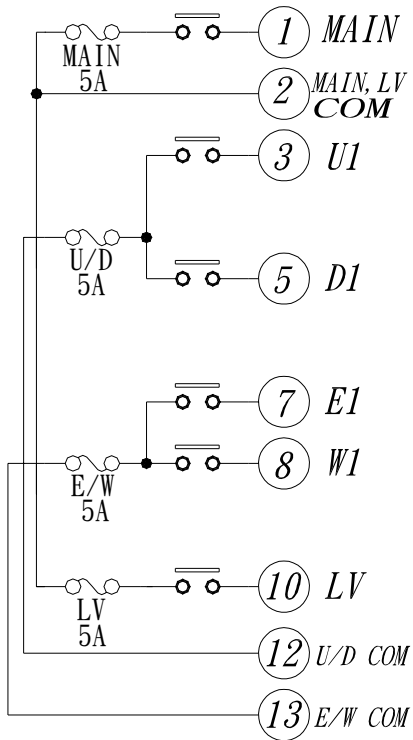 1 MAIN
MAIN
5A
2 MAIN, LV
COM
3 U1
U/D
5A
5 D1
7 E1
8 W1
E/W
5A
10 LV
LV
5A
12 U/D COM
13 E/W COM